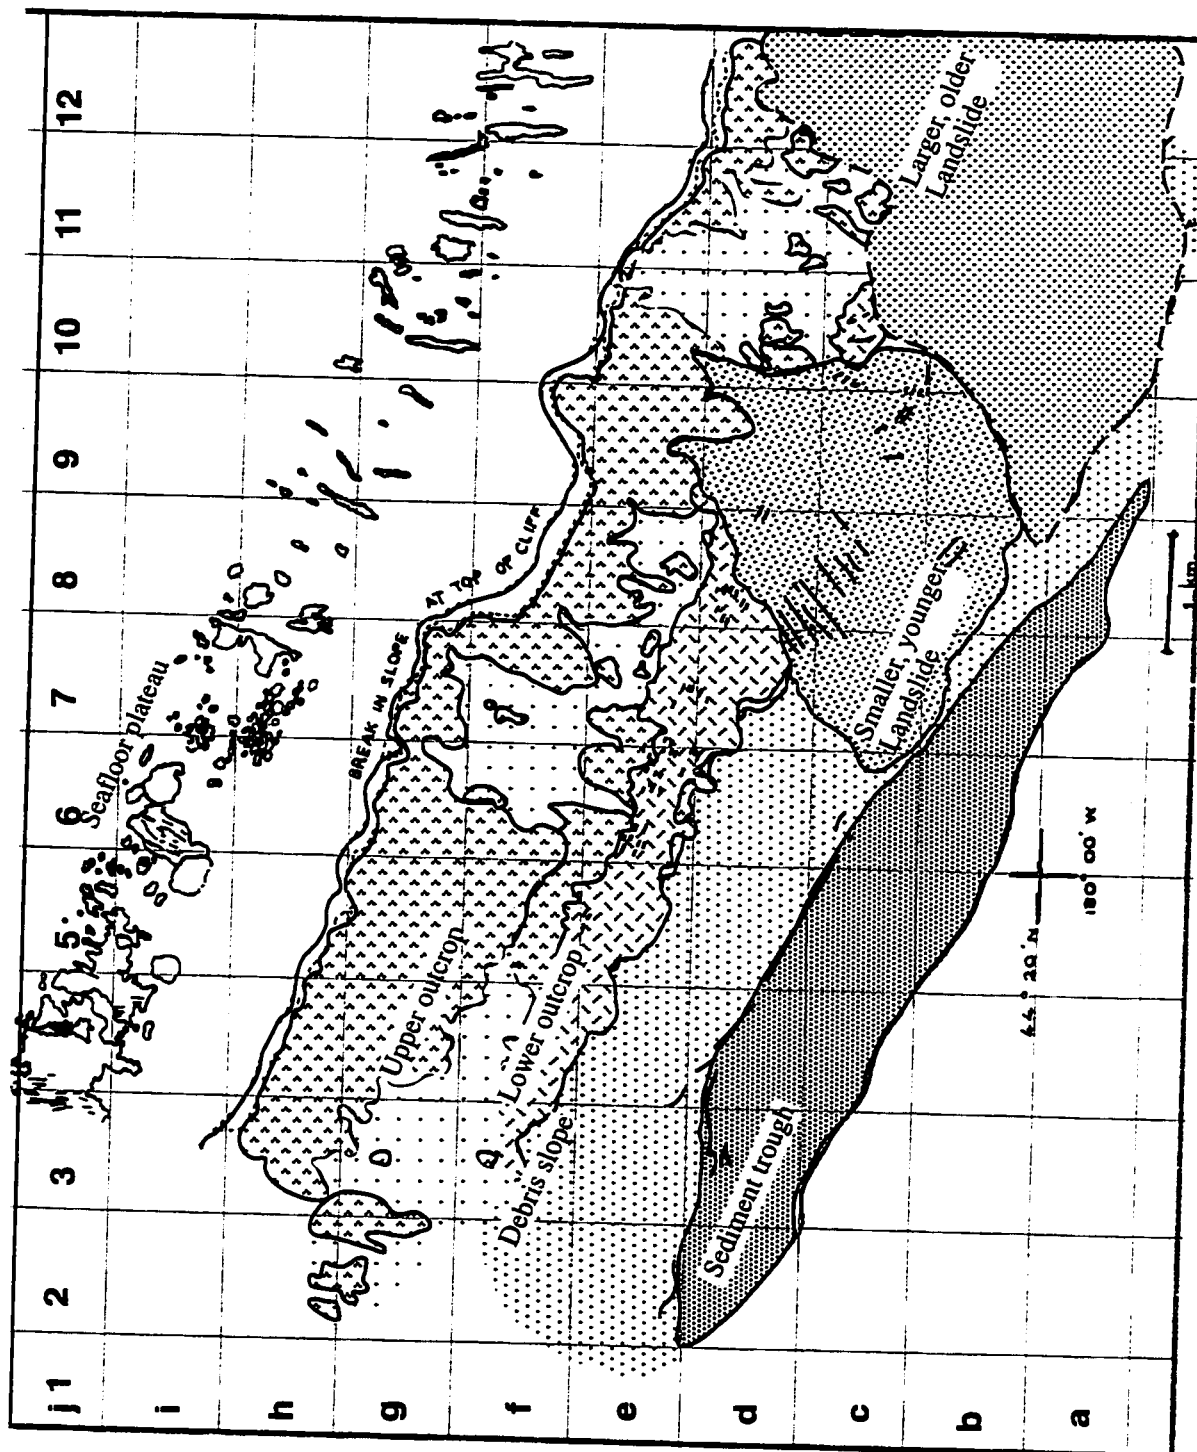 12
11
10
9
8
7
6
5
3
2
j 1
i
h
g
f
e
d
c
b
a
Seafloor plateau
BREAK IN SLOPE AT TOP OF CLIFF
Upper outcrop
Lower outcrop
Debris slope
Sediment trough
Smaller, younger
Landslide
Larger, older
Landslide
44° 20' N
180° 00' W
1 km